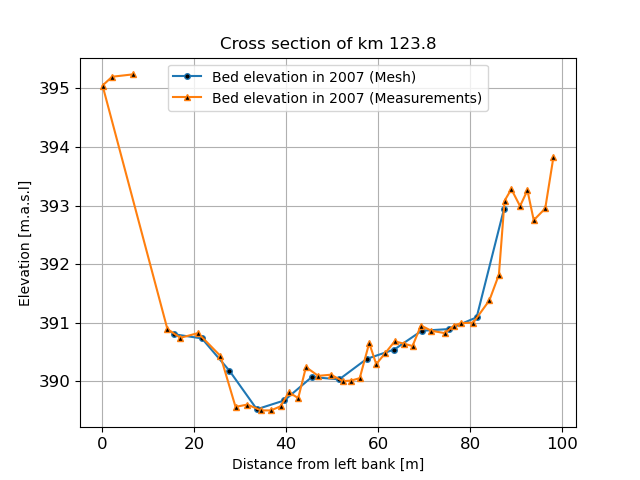 Cross section of km 123.8
Bed elevation in 2007 (Mesh)
Bed elevation in 2007 (Measurements)
Elevation [m.a.s.l]
395
394
393
392
391
390
0 20 40 60 80 100
Distance from left bank [m]